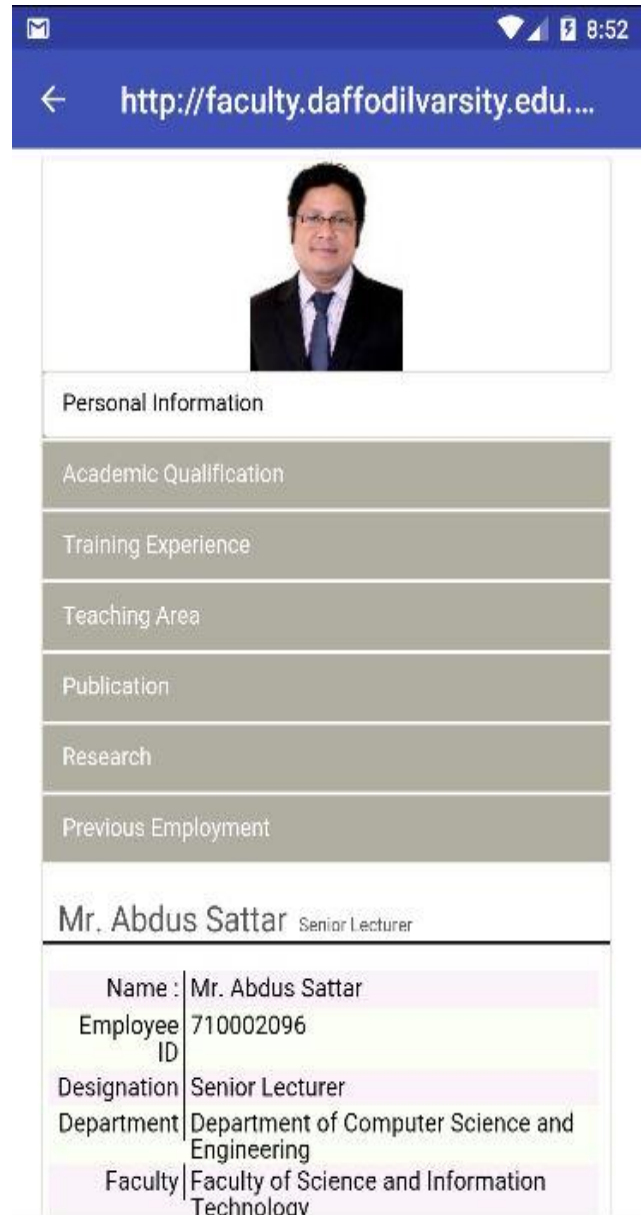 8:52
http://faculty.daffodilvarsity.edu....
Personal Information
Academic Qualification
Training Experience
Teaching Area
Publication
Research
Previous Employment
Mr. Abdus Sattar Senior Lecturer
Name : Mr. Abdus Sattar
Employee 710002096
ID
Designation Senior Lecturer
Department Department of Computer Science and
Engineering
Faculty Faculty of Science and Information
Technology